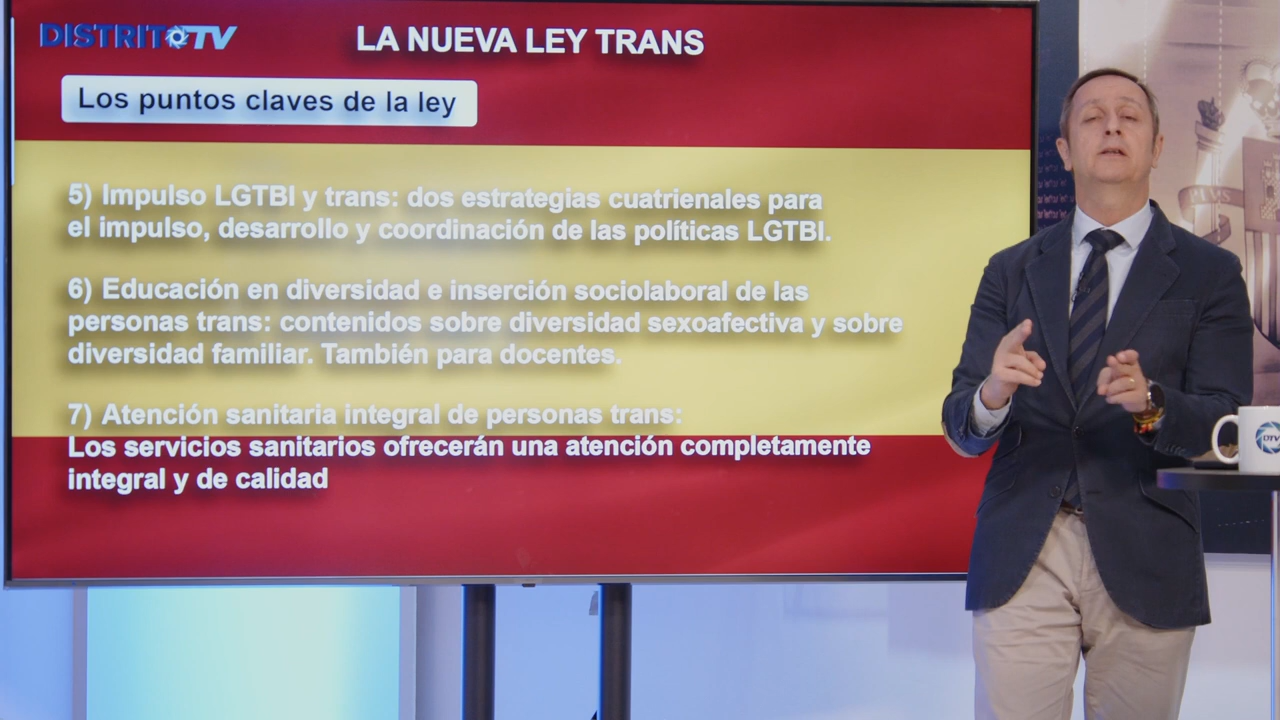 DISTRITOTV
LA NUEVA LEY TRANS
Los puntos claves de la ley
5) Impulso LGTBI y trans: dos estrategias cuatrienales para
el impulso, desarrollo y coordinación de las políticas LGTBI.
6) Educación en diversidad e inserción sociolaboral de las
personas trans: contenidos sobre diversidad sexoafectiva y sobre
diversidad familiar. También para docentes.
7) Atención sanitaria integral de personas trans:
Los servicios sanitarios ofrecerán una atención completamente
integral y de calidad
DTV